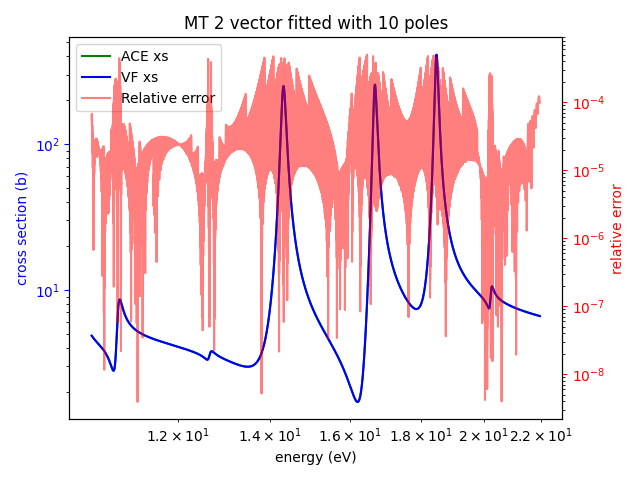 MT 2 vector fitted with 10 poles
ACE xs
VF xs
Relative error
cross section (b)
10²
10¹
relative error
10⁻⁴
10⁻⁵
10⁻⁶
10⁻⁷
10⁻⁸
1.2 × 10¹ 1.4 × 10¹ 1.6 × 10¹ 1.8 × 10¹ 2 × 10¹ 2.2 × 10¹
energy (eV)